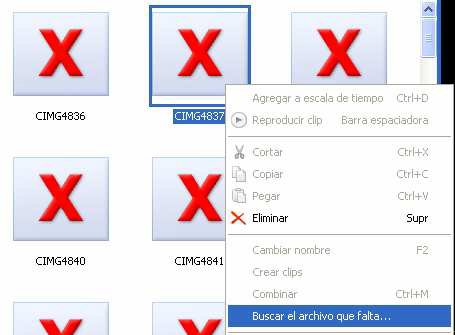 CIMG4836
CIMG4837
Agregar a escala de tiempo Ctrl+D
Reproducir clip Barra espaciadora
Cortar Ctrl+X
Copiar Ctrl+C
Pegar Ctrl+V
Eliminar Supr
CIMG4840
CIMG4841
Cambiar nombre F2
Crear clips
Combinar Ctrl+M
Buscar el archivo que falta...